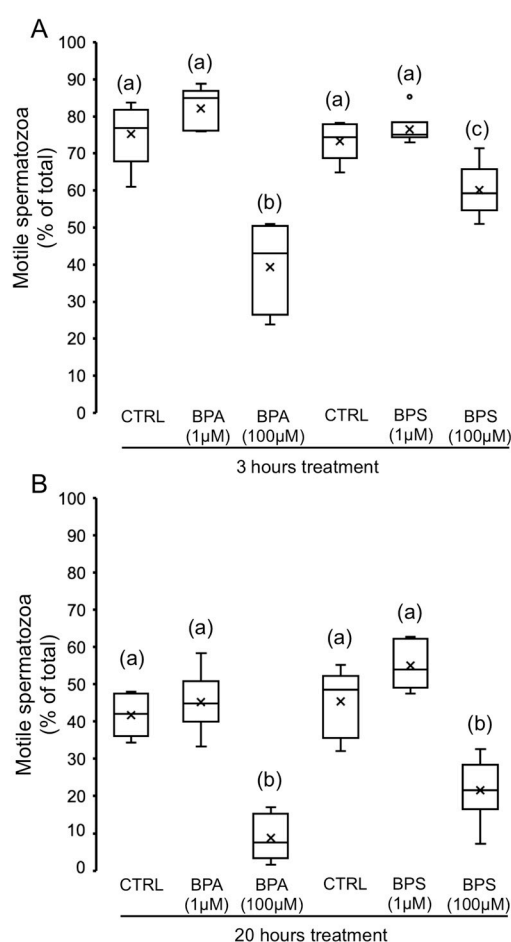 A
100
90
80
70
60
50
40
30
20
10
0
Motile spermatozoa
(% of total)
(a)
(a)
(b)
(a)
(a)
(c)
CTRL
BPA
(1µM)
BPA
(100µM)
CTRL
BPS
(1µM)
BPS
(100µM)
3 hours treatment
B
100
90
80
70
60
50
40
30
20
10
0
Motile spermatozoa
(% of total)
(a)
(a)
(b)
(a)
(a)
(b)
CTRL
BPA
(1µM)
BPA
(100µM)
CTRL
BPS
(1µM)
BPS
(100µM)
20 hours treatment